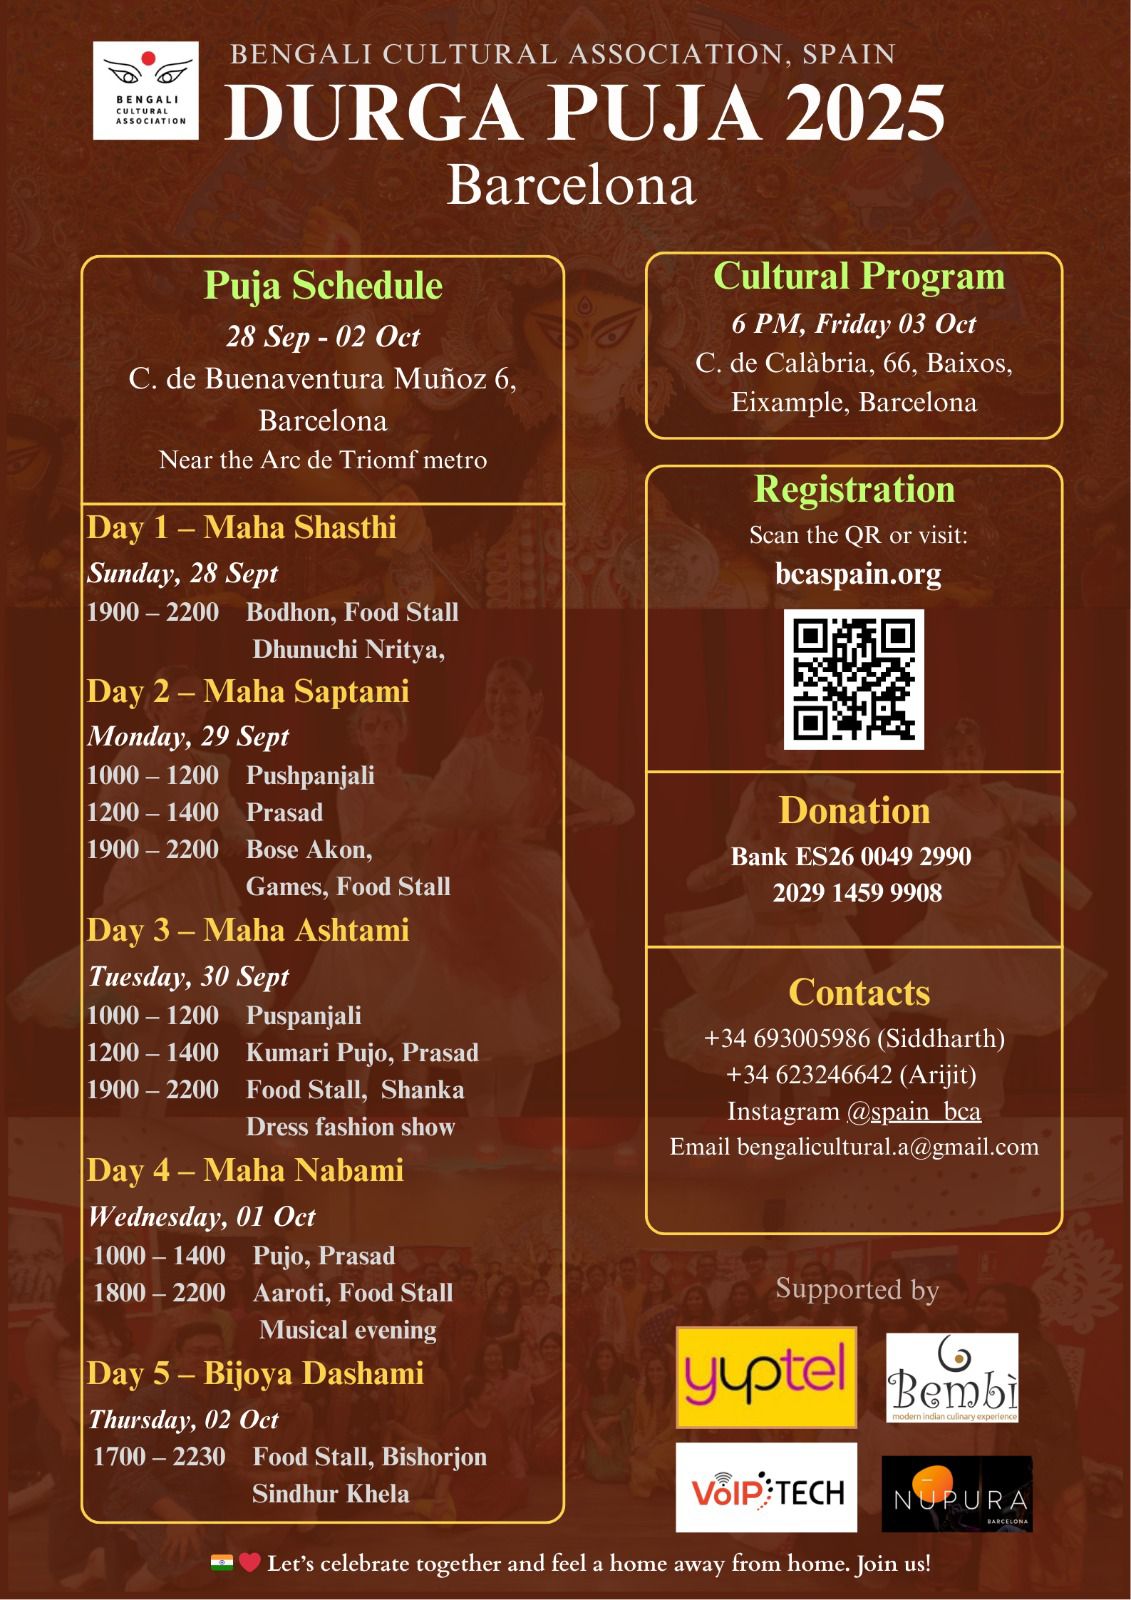 BENGALI
CULTURAL
ASSOCIATION
BENGALI CULTURAL ASSOCIATION, SPAIN
DURGA PUJA 2025
Barcelona
Puja Schedule
28 Sep - 02 Oct
C. de Buenaventura Muñoz 6,
Barcelona
Near the Arc de Triomf metro
Day 1 – Maha Shasthi
Sunday, 28 Sept
1900 – 2200 Bodhon, Food Stall
Dhunuchi Nritya,
Day 2 – Maha Saptami
Monday, 29 Sept
1000 – 1200 Pushpanjali
1200 – 1400 Prasad
1900 – 2200 Bose Akon,
Games, Food Stall
Day 3 – Maha Ashtami
Tuesday, 30 Sept
1000 – 1200 Puspanjali
1200 – 1400 Kumari Pujo, Prasad
1900 – 2200 Food Stall, Shanka
Dress fashion show
Day 4 – Maha Nabami
Wednesday, 01 Oct
1000 – 1400 Pujo, Prasad
1800 – 2200 Aaroti, Food Stall
Musical evening
Day 5 – Bijoya Dashami
Thursday, 02 Oct
1700 – 2230 Food Stall, Bishorjon
Sindhur Khela
Cultural Program
6 PM, Friday 03 Oct
C. de Calàbria, 66, Baixos,
Eixample, Barcelona
Registration
Scan the QR or visit:
bcaspain.org
Donation
Bank ES26 0049 2990
2029 1459 9908
Contacts
+34 693005986 (Siddharth)
+34 623246642 (Arijit)
Instagram @spain_bca
Email bengalicultural.a@gmail.com
Supported by
yuptel
Bembi
modern indian culinary experience
VoIP TECH
NUPURA
BARCELONA
🇮🇳 ❤️ Let's celebrate together and feel a home away from home. Join us!